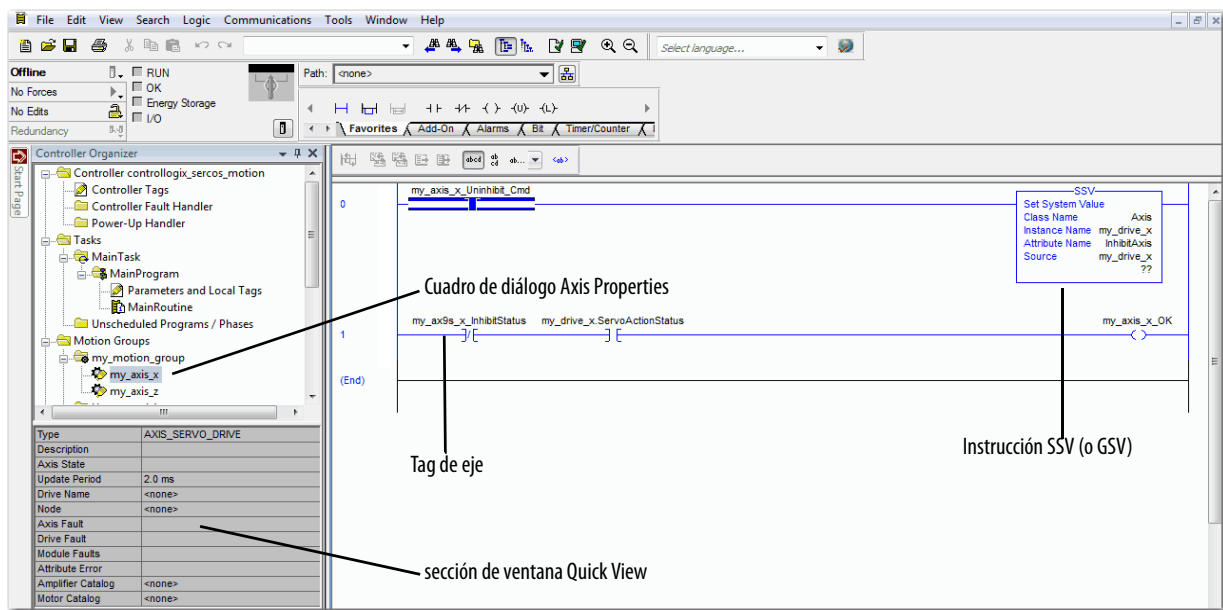 File Edit View Search Logic Communications Tools Window Help
Select language...
Offline
RUN
Path: <none>
No Forces
OK
No Edits
Energy Storage
Redundancy
I/O
Favorites Add-On Alarms Bit Timer/Counter
Start Page
Controller Organizer
Controller controllogix_sercos_motion
Controller Tags
Controller Fault Handler
Power-Up Handler
Tasks
MainTask
MainProgram
Parameters and Local Tags
MainRoutine
Unscheduled Programs / Phases
Motion Groups
my_motion_group
my_axis_x
my_axis_z
Type AXIS_SERVO_DRIVE
Description
Axis State
Update Period 2.0 ms
Drive Name <none>
Node <none>
Axis Fault
Drive Fault
Module Faults
Attribute Error
Amplifier Catalog <none>
Motor Catalog <none>
abcd ab cd ab... <ab>
0
my_axis_x_Uninhibit_Cmd
SSV
Set System Value
Class Name Axis
Instance Name my_drive_x
Attribute Name InhibitAxis
Source my_drive_x
??
Cuadro de diálogo Axis Properties
1
my_ax9s_x_InhibitStatus my_drive_x.ServoActionStatus my_axis_x_OK
(End)
Tag de eje
Instrucción SSV (o GSV)
sección de ventana Quick View